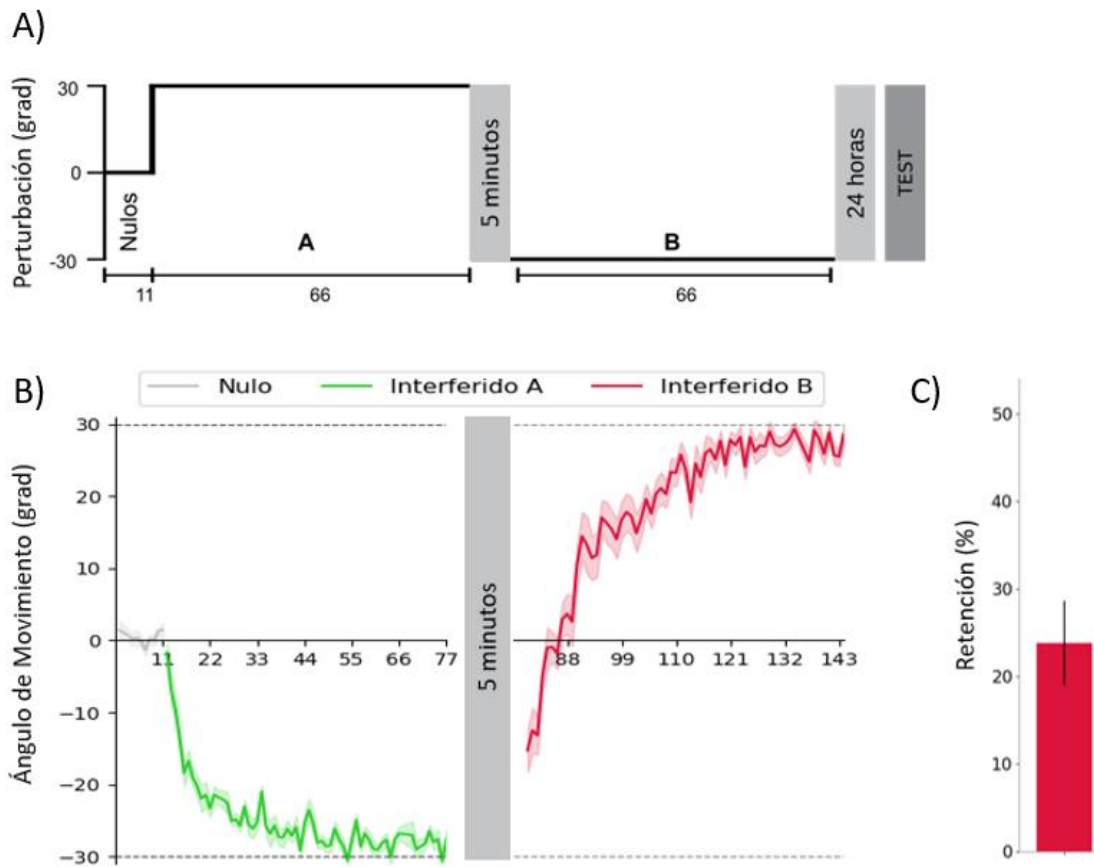 A)
Perturbación (grad)
30
0
-30
Nulos
A
5 minutos
B
24 horas
TEST
11
66
66
B)
Nulo
Interferido A
Interferido B
Ángulo de Movimiento (grad)
30
20
10
0
−10
−20
−30
11 22 33 44 55 66 77
5 minutos
88 99 110 121 132 143
C)
Retención (%)
50
40
30
20
10
0